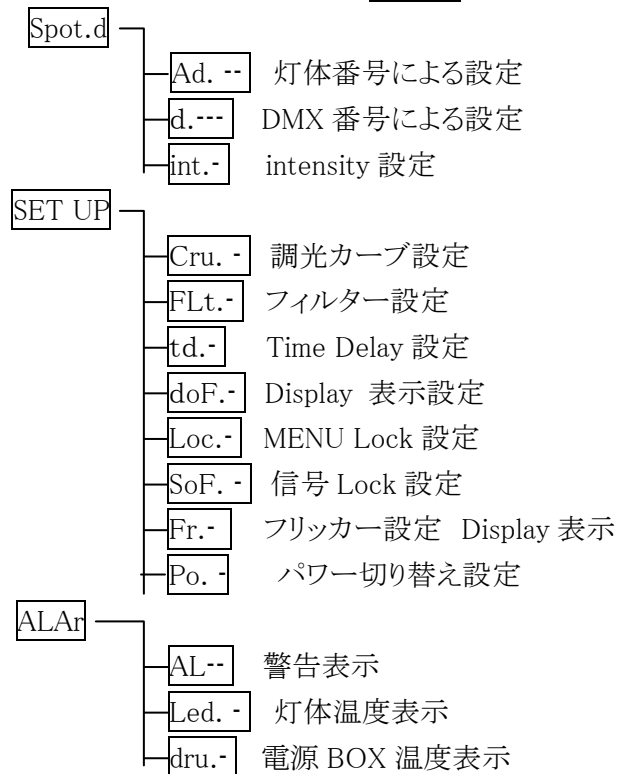 Spot.d
Ad. -- 灯体番号による設定
d.--- DMX 番号による設定
int.- intensity 設定
SET UP
Cru. - 調光カーブ設定
FLt.- フィルター設定
td.- Time Delay 設定
doF.- Display 表示設定
Loc.- MENU Lock 設定
SoF. - 信号 Lock 設定
Fr.- フリッカー設定 Display 表示
Po. - パワー切り替え設定
ALAr
AL-- 警告表示
Led. - 灯体温度表示
dru.- 電源 BOX 温度表示